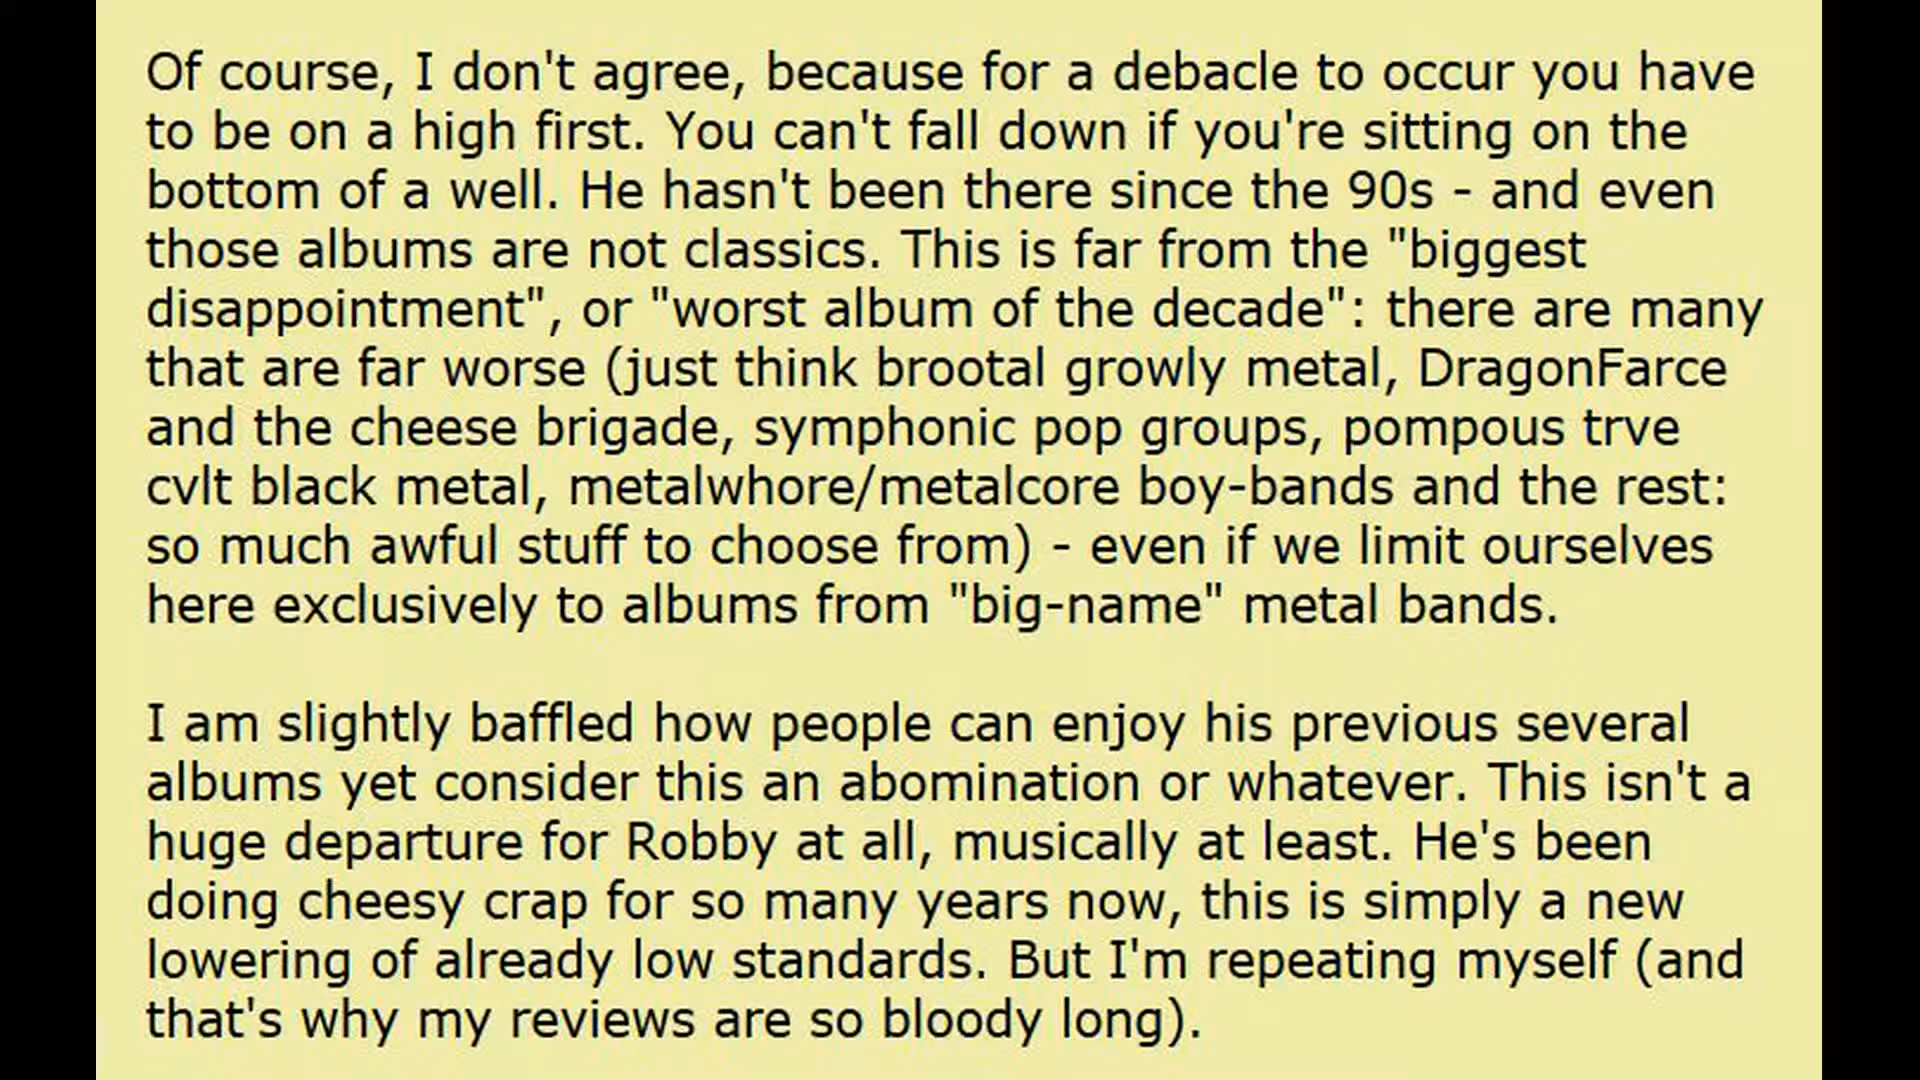 Of course, I don't agree, because for a debacle to occur you have
to be on a high first. You can't fall down if you're sitting on the
bottom of a well. He hasn't been there since the 90s - and even
those albums are not classics. This is far from the "biggest
disappointment", or "worst album of the decade": there are many
that are far worse (just think brootal growly metal, DragonFarce
and the cheese brigade, symphonic pop groups, pompous trve
cvlt black metal, metalwhore/metalcore boy-bands and the rest:
so much awful stuff to choose from) - even if we limit ourselves
here exclusively to albums from "big-name" metal bands.
I am slightly baffled how people can enjoy his previous several
albums yet consider this an abomination or whatever. This isn't a
huge departure for Robby at all, musically at least. He's been
doing cheesy crap for so many years now, this is simply a new
lowering of already low standards. But I'm repeating myself (and
that's why my reviews are so bloody long).